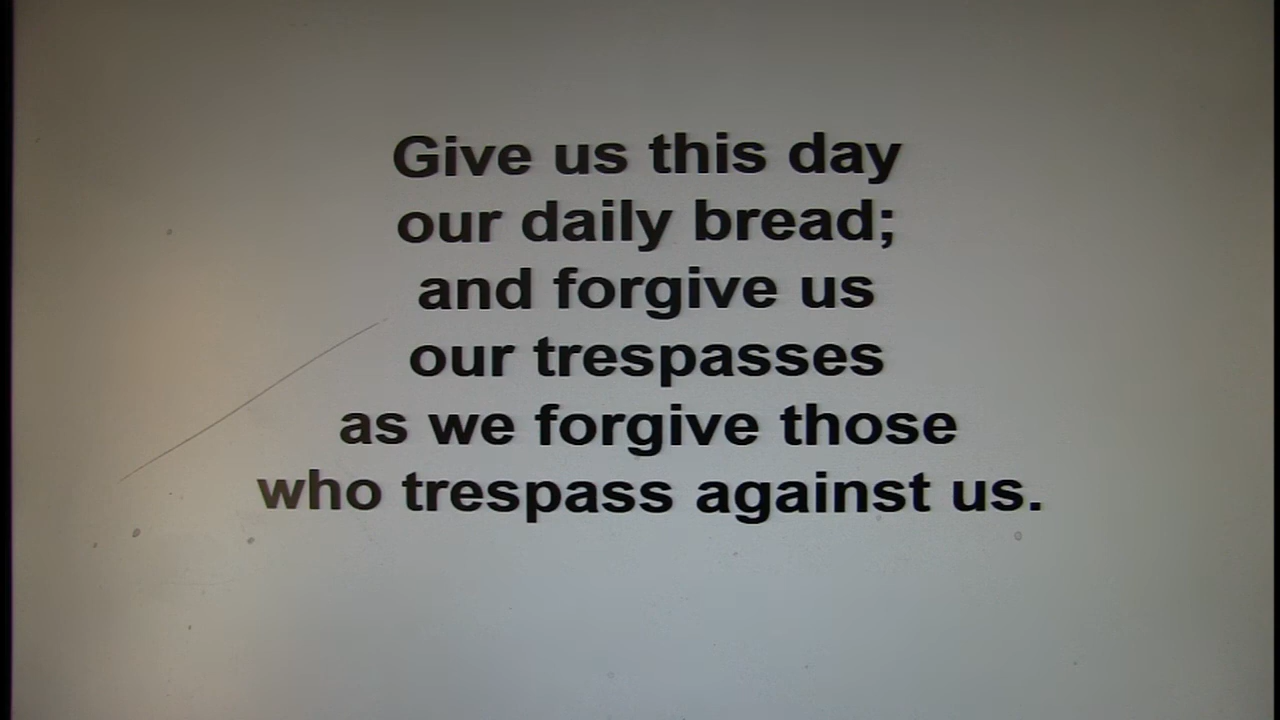 Give us this day
our daily bread;
and forgive us
our trespasses
as we forgive those
who trespass against us.